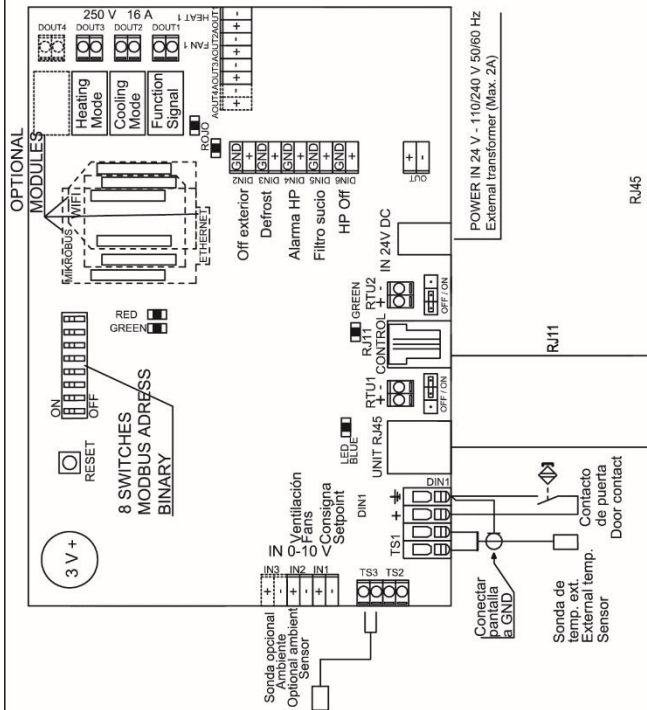 OPTIONAL
MODULES
250 V 16 A
DOUT4
DOUT3
DOUT2
DOUT1
Heating
Mode
Cooling
Mode
Function
Signal
HEAT 1
FAN 1
AOUT4AOUT3AOUT2AOUT1
+ - + - + - + -
ROJO
MIKROBUS
WIFI
ETHERNET
GND + DIN2
GND + DIN3
GND + DIN4
GND + DIN5
GND + DIN6
Off exterior
Defrost
Alarma HP
Filtro sucio
HP Off
OUT
+ -
RED
GREEN
ON
OFF
8 SWITCHES
MODBUS ADRESS
BINARY
RESET
3 V +
IN 24V DC
POWER IN 24 V - 110/240 V 50/60 Hz
External transformer (Max. 2A)
GREEN
RTU2
+ -
OFF / ON
RJ11
CONTROL
RTU1
+ -
OFF / ON
LED
BLUE
UNIT RJ45
RJ45
RJ11
IN 0-10 V
Ventilación
Fans
Consigna
Setpoint
IN3
IN2
IN1
- + - + - +
DIN1
DIN1
+
TS1
TS3 TS2
Sonda opcional
Ambiente
Optional ambient
Sensor
Conectar
pantalla
a GND
Sonda de
temp. ext.
External temp.
Sensor
Contacto
de puerta
Door contact